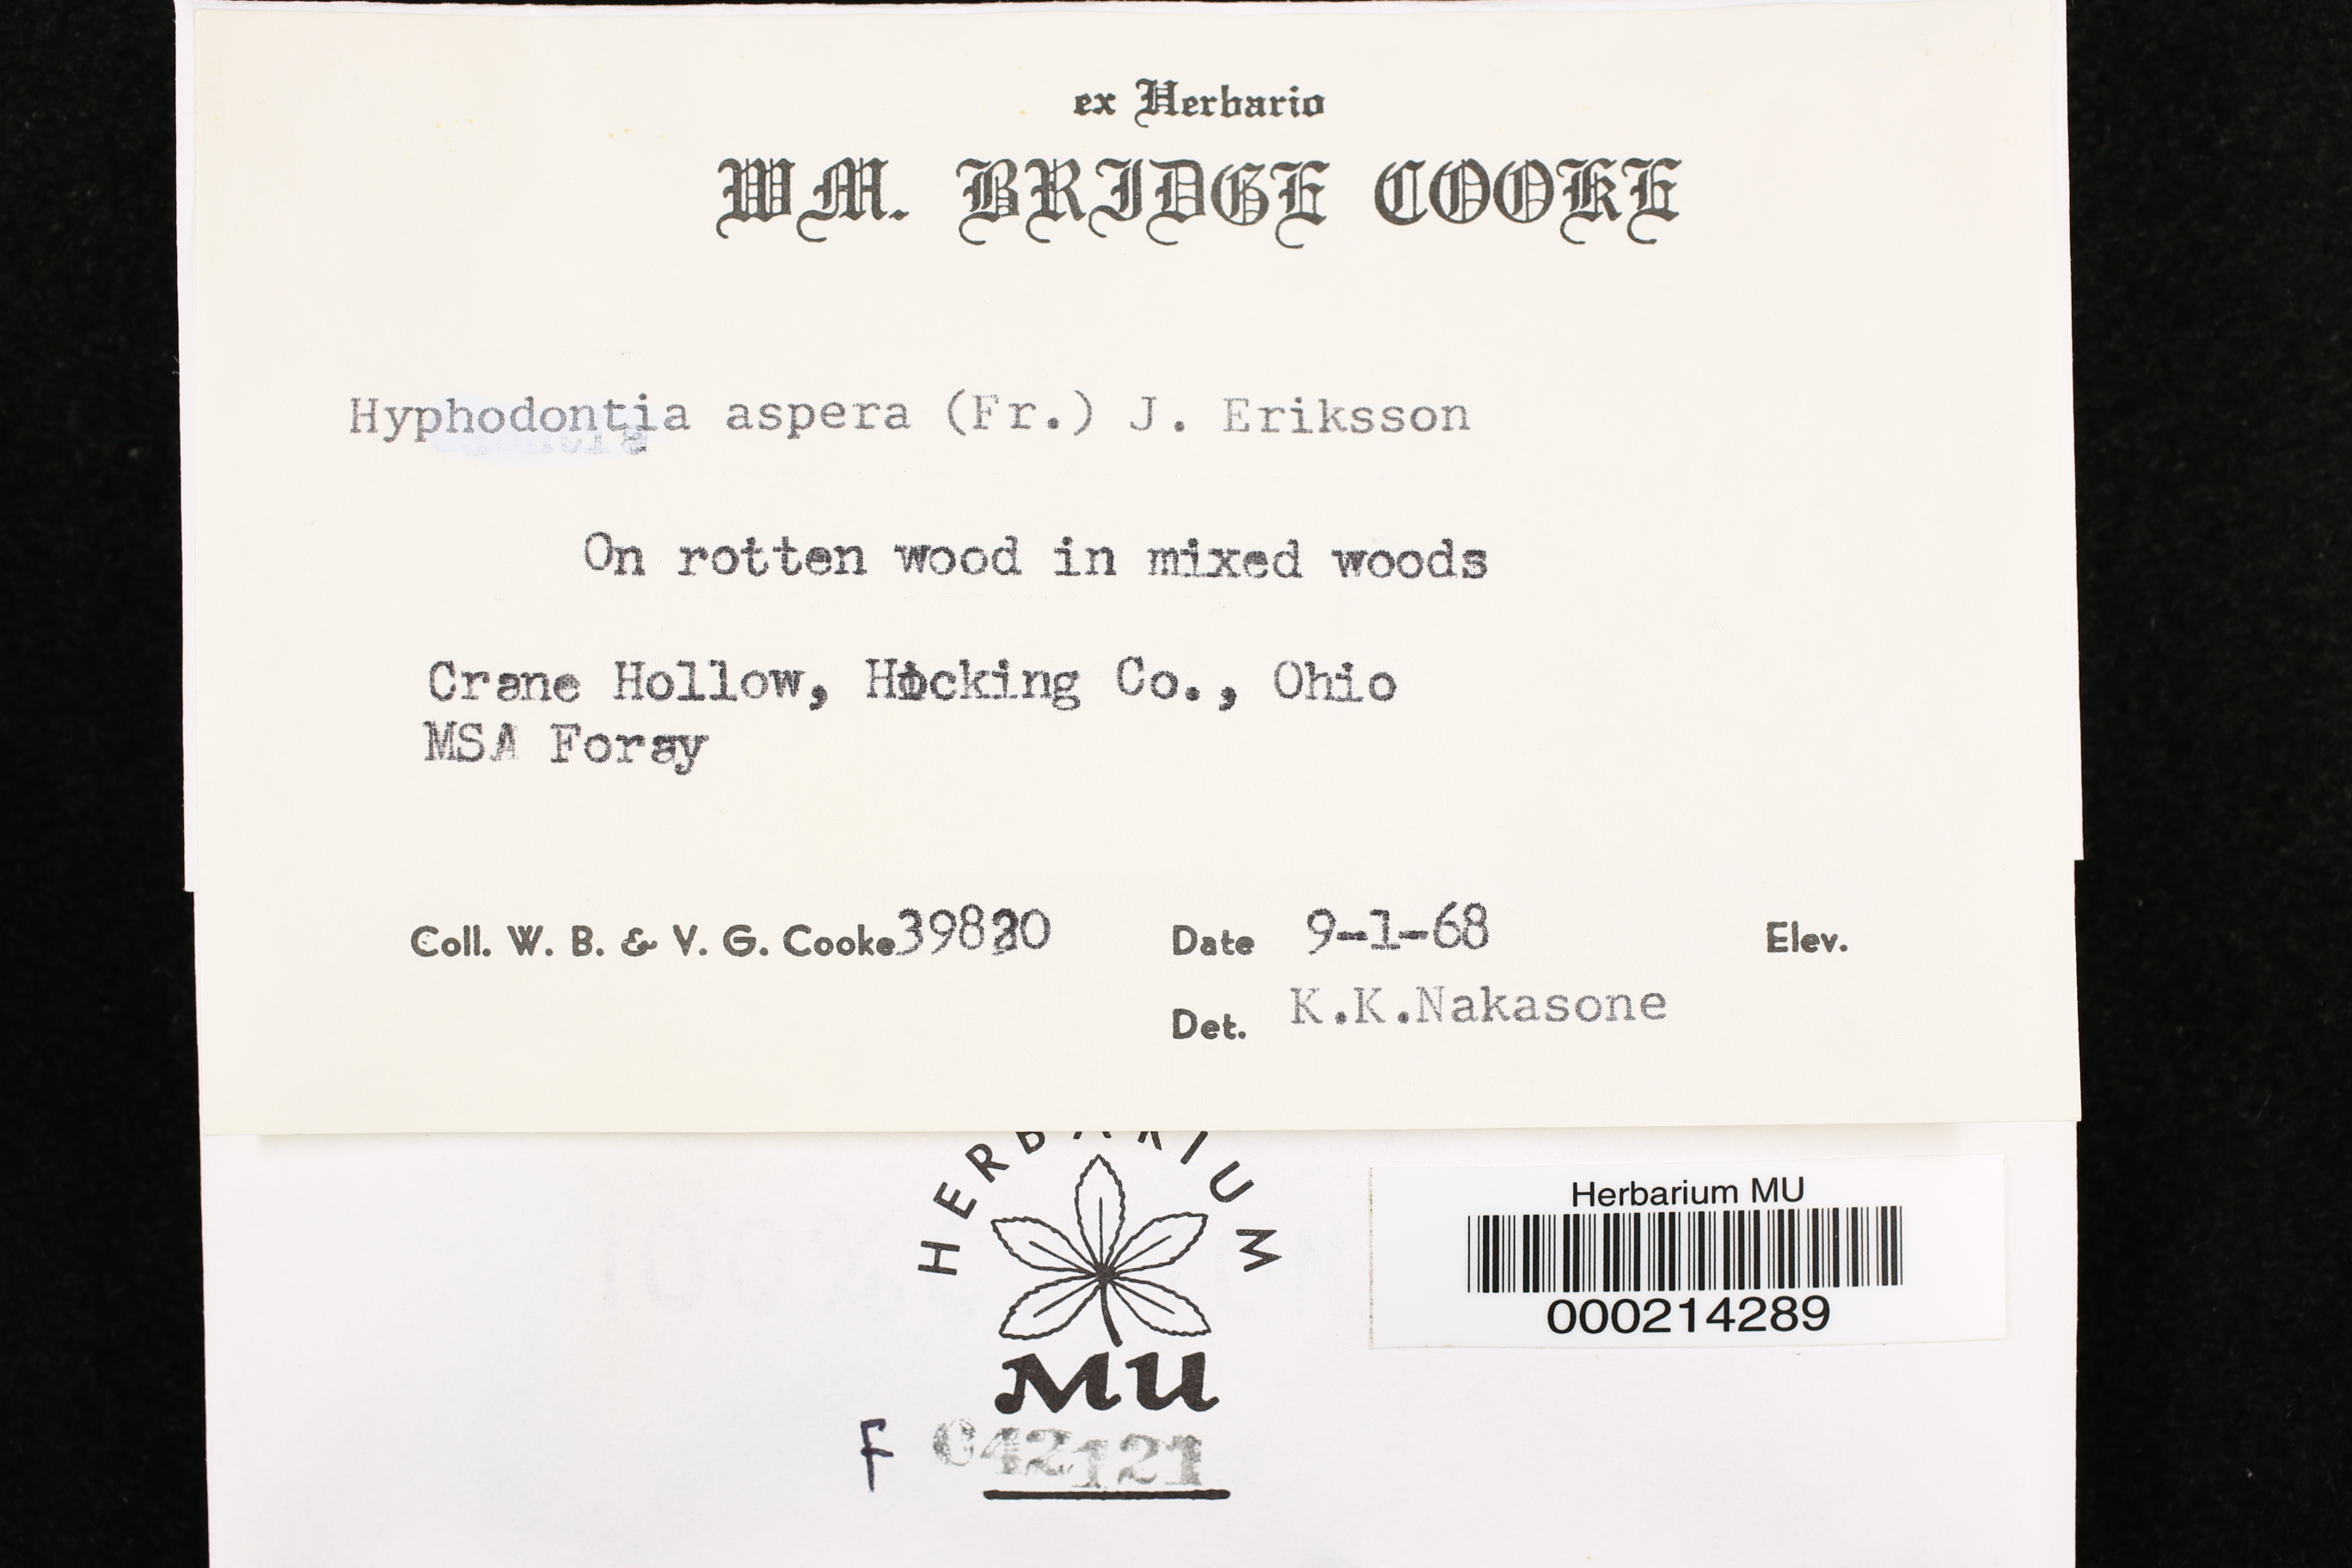 ex Herbario
WM. BRIDGE COOKE
Hyphodontia aspera (Fr.) J. Eriksson
On rotten wood in mixed woods
Crane Hollow, Hocking Co., Ohio
MSA Foray
Coll. W. B. & V. G. Cooke Date 9-1-68 Elev.
Det. K.K.Nakasone
HERBARIUM
MU
F 042121
Herbarium MU
000214289